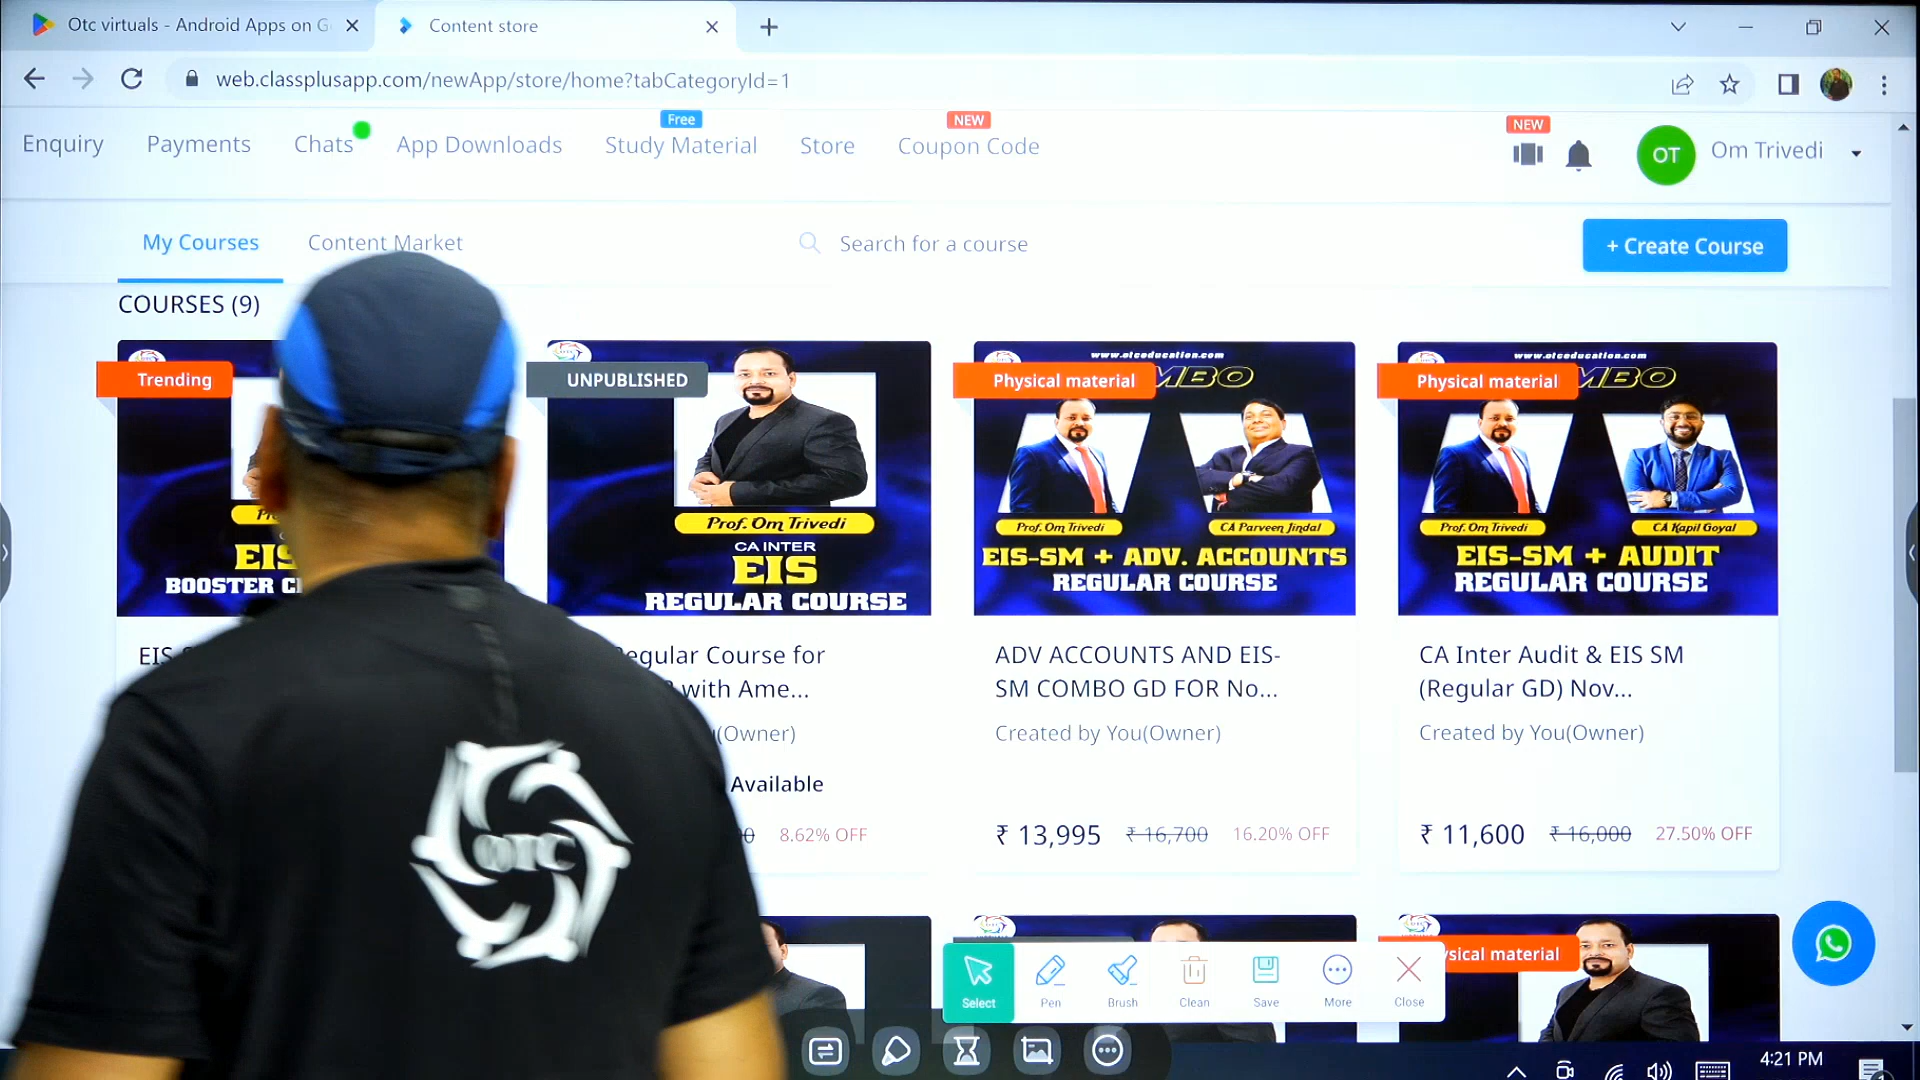 Otc virtuals - Android Apps on G
Content store
web.classplusapp.com/newApp/store/home?tabCategoryId=1
Enquiry
Payments
Chats
App Downloads
Free
Study Material
Store
NEW
Coupon Code
NEW
OT
Om Trivedi
My Courses
Content Market
Search for a course
+ Create Course
COURSES (9)
Trending
EIS
BOOSTER C
EIS
UNPUBLISHED
Prof. Om Trivedi
CA INTER
EIS
REGULAR COURSE
egular Course for
with Ame...
(Owner)
Available
8.62% OFF
www.otceducation.com
Physical material
MBO
Prof. Om Trivedi
CA Parveen Jindal
EIS-SM + ADV. ACCOUNTS
REGULAR COURSE
ADV ACCOUNTS AND EIS-
SM COMBO GD FOR No...
Created by You(Owner)
₹ 13,995 ₹ 16,700 16.20% OFF
www.otceducation.com
Physical material
MBO
Prof. Om Trivedi
CA Kapil Goyal
EIS-SM + AUDIT
REGULAR COURSE
CA Inter Audit & EIS SM
(Regular GD) Nov...
Created by You(Owner)
₹ 11,600 ₹ 16,000 27.50% OFF
OTC
sical material
Select
Pen
Brush
Clean
Save
More
Close
4:21 PM